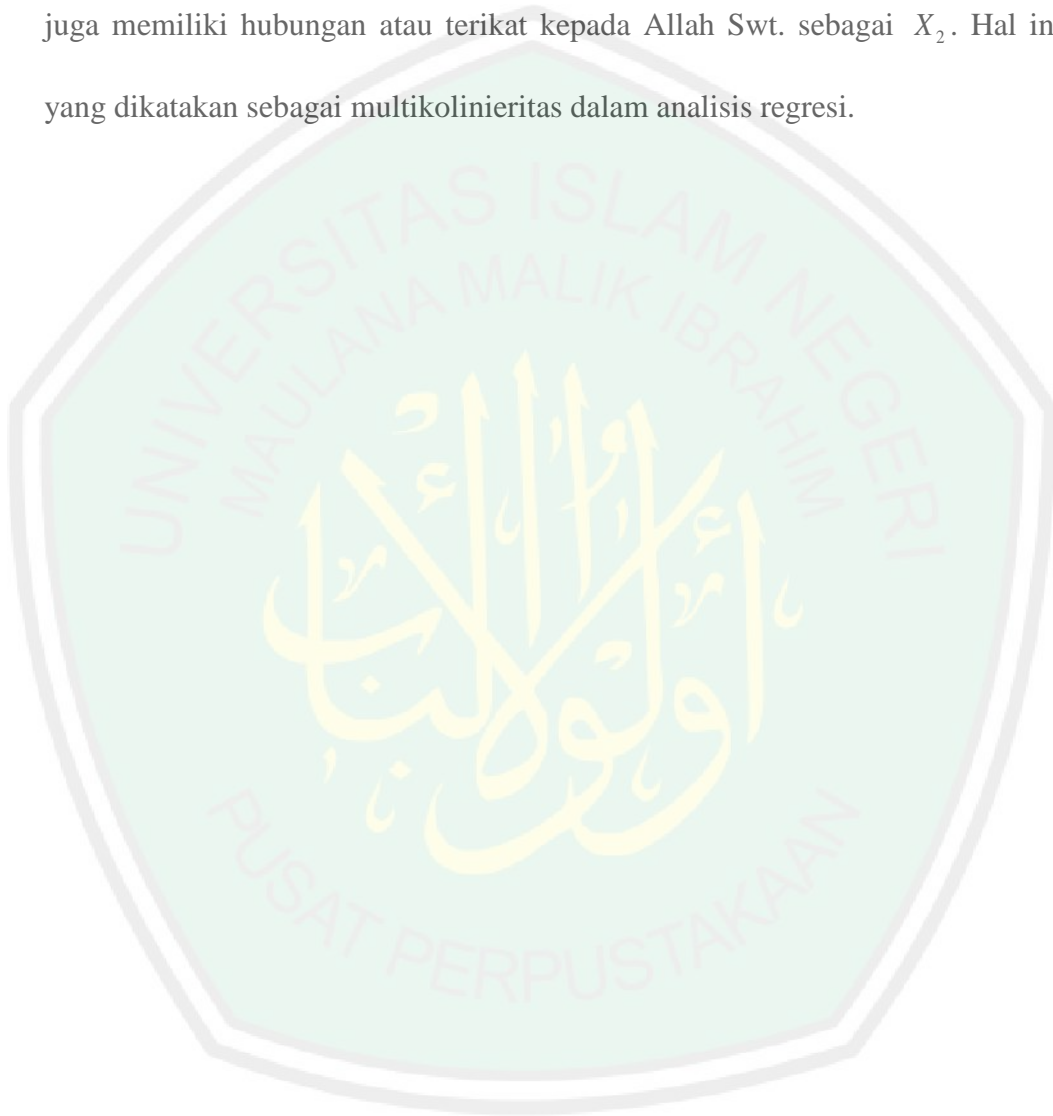 juga memiliki hubungan atau terikat kepada Allah Swt. sebagai X₂. Hal in
yang dikatakan sebagai multikolinieritas dalam analisis regresi.
UNIVERSITAS ISLAM NEGERI
MAULANA MALIK IBRAHIM
PUSAT PERPUSTAKAAN